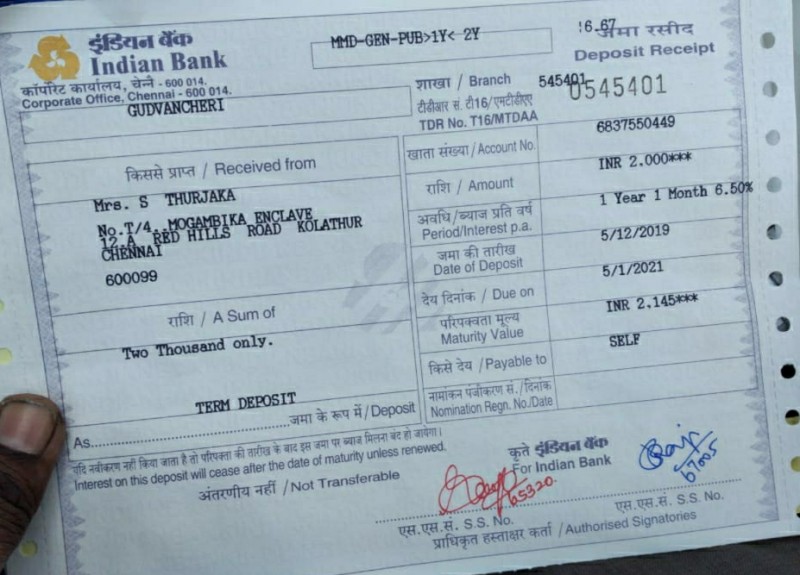 इंडियन बैंक
Indian Bank
कॉर्पोरेट कार्यालय, चेन्नै - 600 014.
Corporate Office, Chennai - 600 014.
GUDVANCHERI
MMD-GEN-PUB>1Y< 2Y
16-67
जमा रसीद
Deposit Receipt
शाखा / Branch
545401
0545401
टीडीआर सं. टी16/एमटीडीएए
TDR No. T16/MTDAA
खाता संख्या/Account No. 6837550449
राशि / Amount INR 2.000***
अवधि/ब्याज प्रति वर्ष
Period/Interest p.a. 1 Year 1 Month 6.50%
जमा की तारीख
Date of Deposit 5/12/2019
देय दिनांक / Due on 5/1/2021
परिपक्वता मूल्य
Maturity Value INR 2.145***
किसे देय /Payable to SELF
नामांकन पंजीकरण सं./दिनांक
Nomination Regn. No./Date
किससे प्राप्त / Received from
Mrs. S THURJAKA
No.T/4, MOGAMBIKA ENCLAVE
12 A RED HILLS ROAD KOLATHUR
CHENNAI
600099
राशि / A Sum of
Two Thousand only.
TERM DEPOSIT
As..........................................जमा के रूप में/Deposit
यदि नवीकरण नहीं किया जाता है तो परिपक्वता की तारीख के बाद इस जमा पर ब्याज मिलना बंद हो जायेगा।
Interest on this deposit will cease after the date of maturity unless renewed.
अंतरणीय नहीं /Not Transferable
कृते इंडियन बैंक
For Indian Bank
65320
67005
एस.एस.सं. S.S. No.
एस.एस.सं. S.S. No.
प्राधिकृत हस्ताक्षर कर्ता /Authorised Signatories